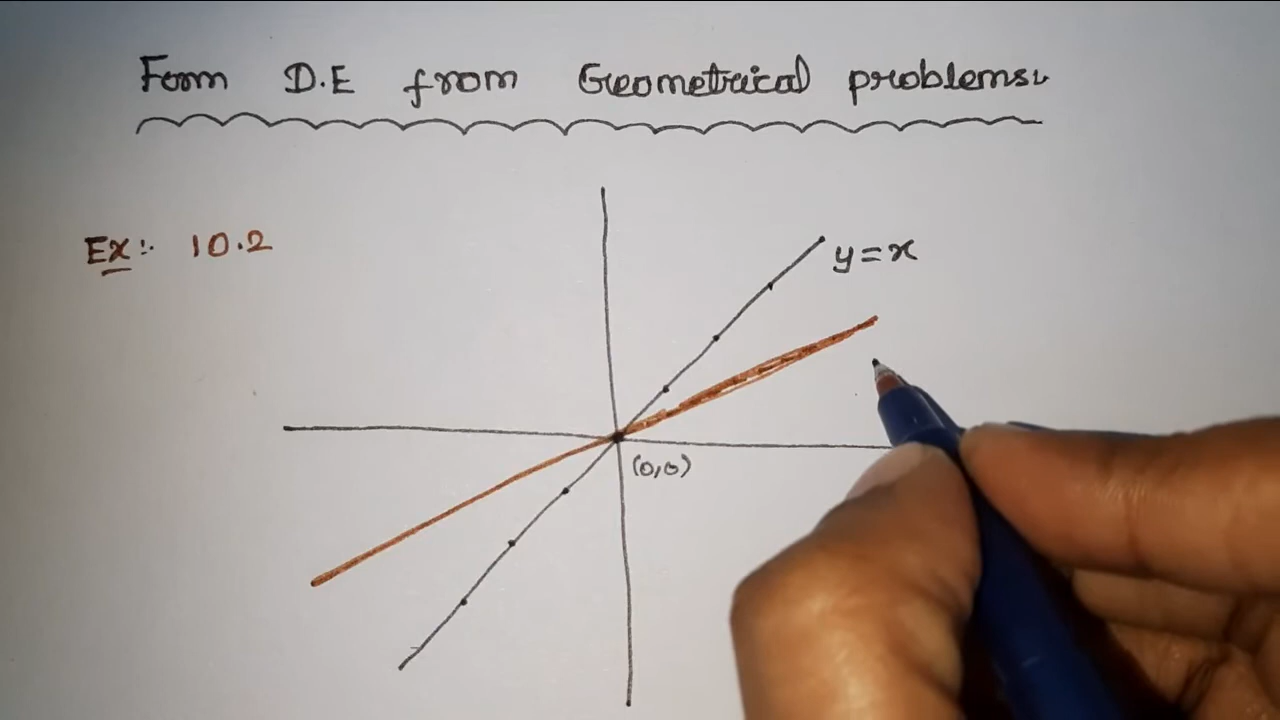 Form D.E from Geometrical problems:
Ex:- 10.2
y=x
(0,0)